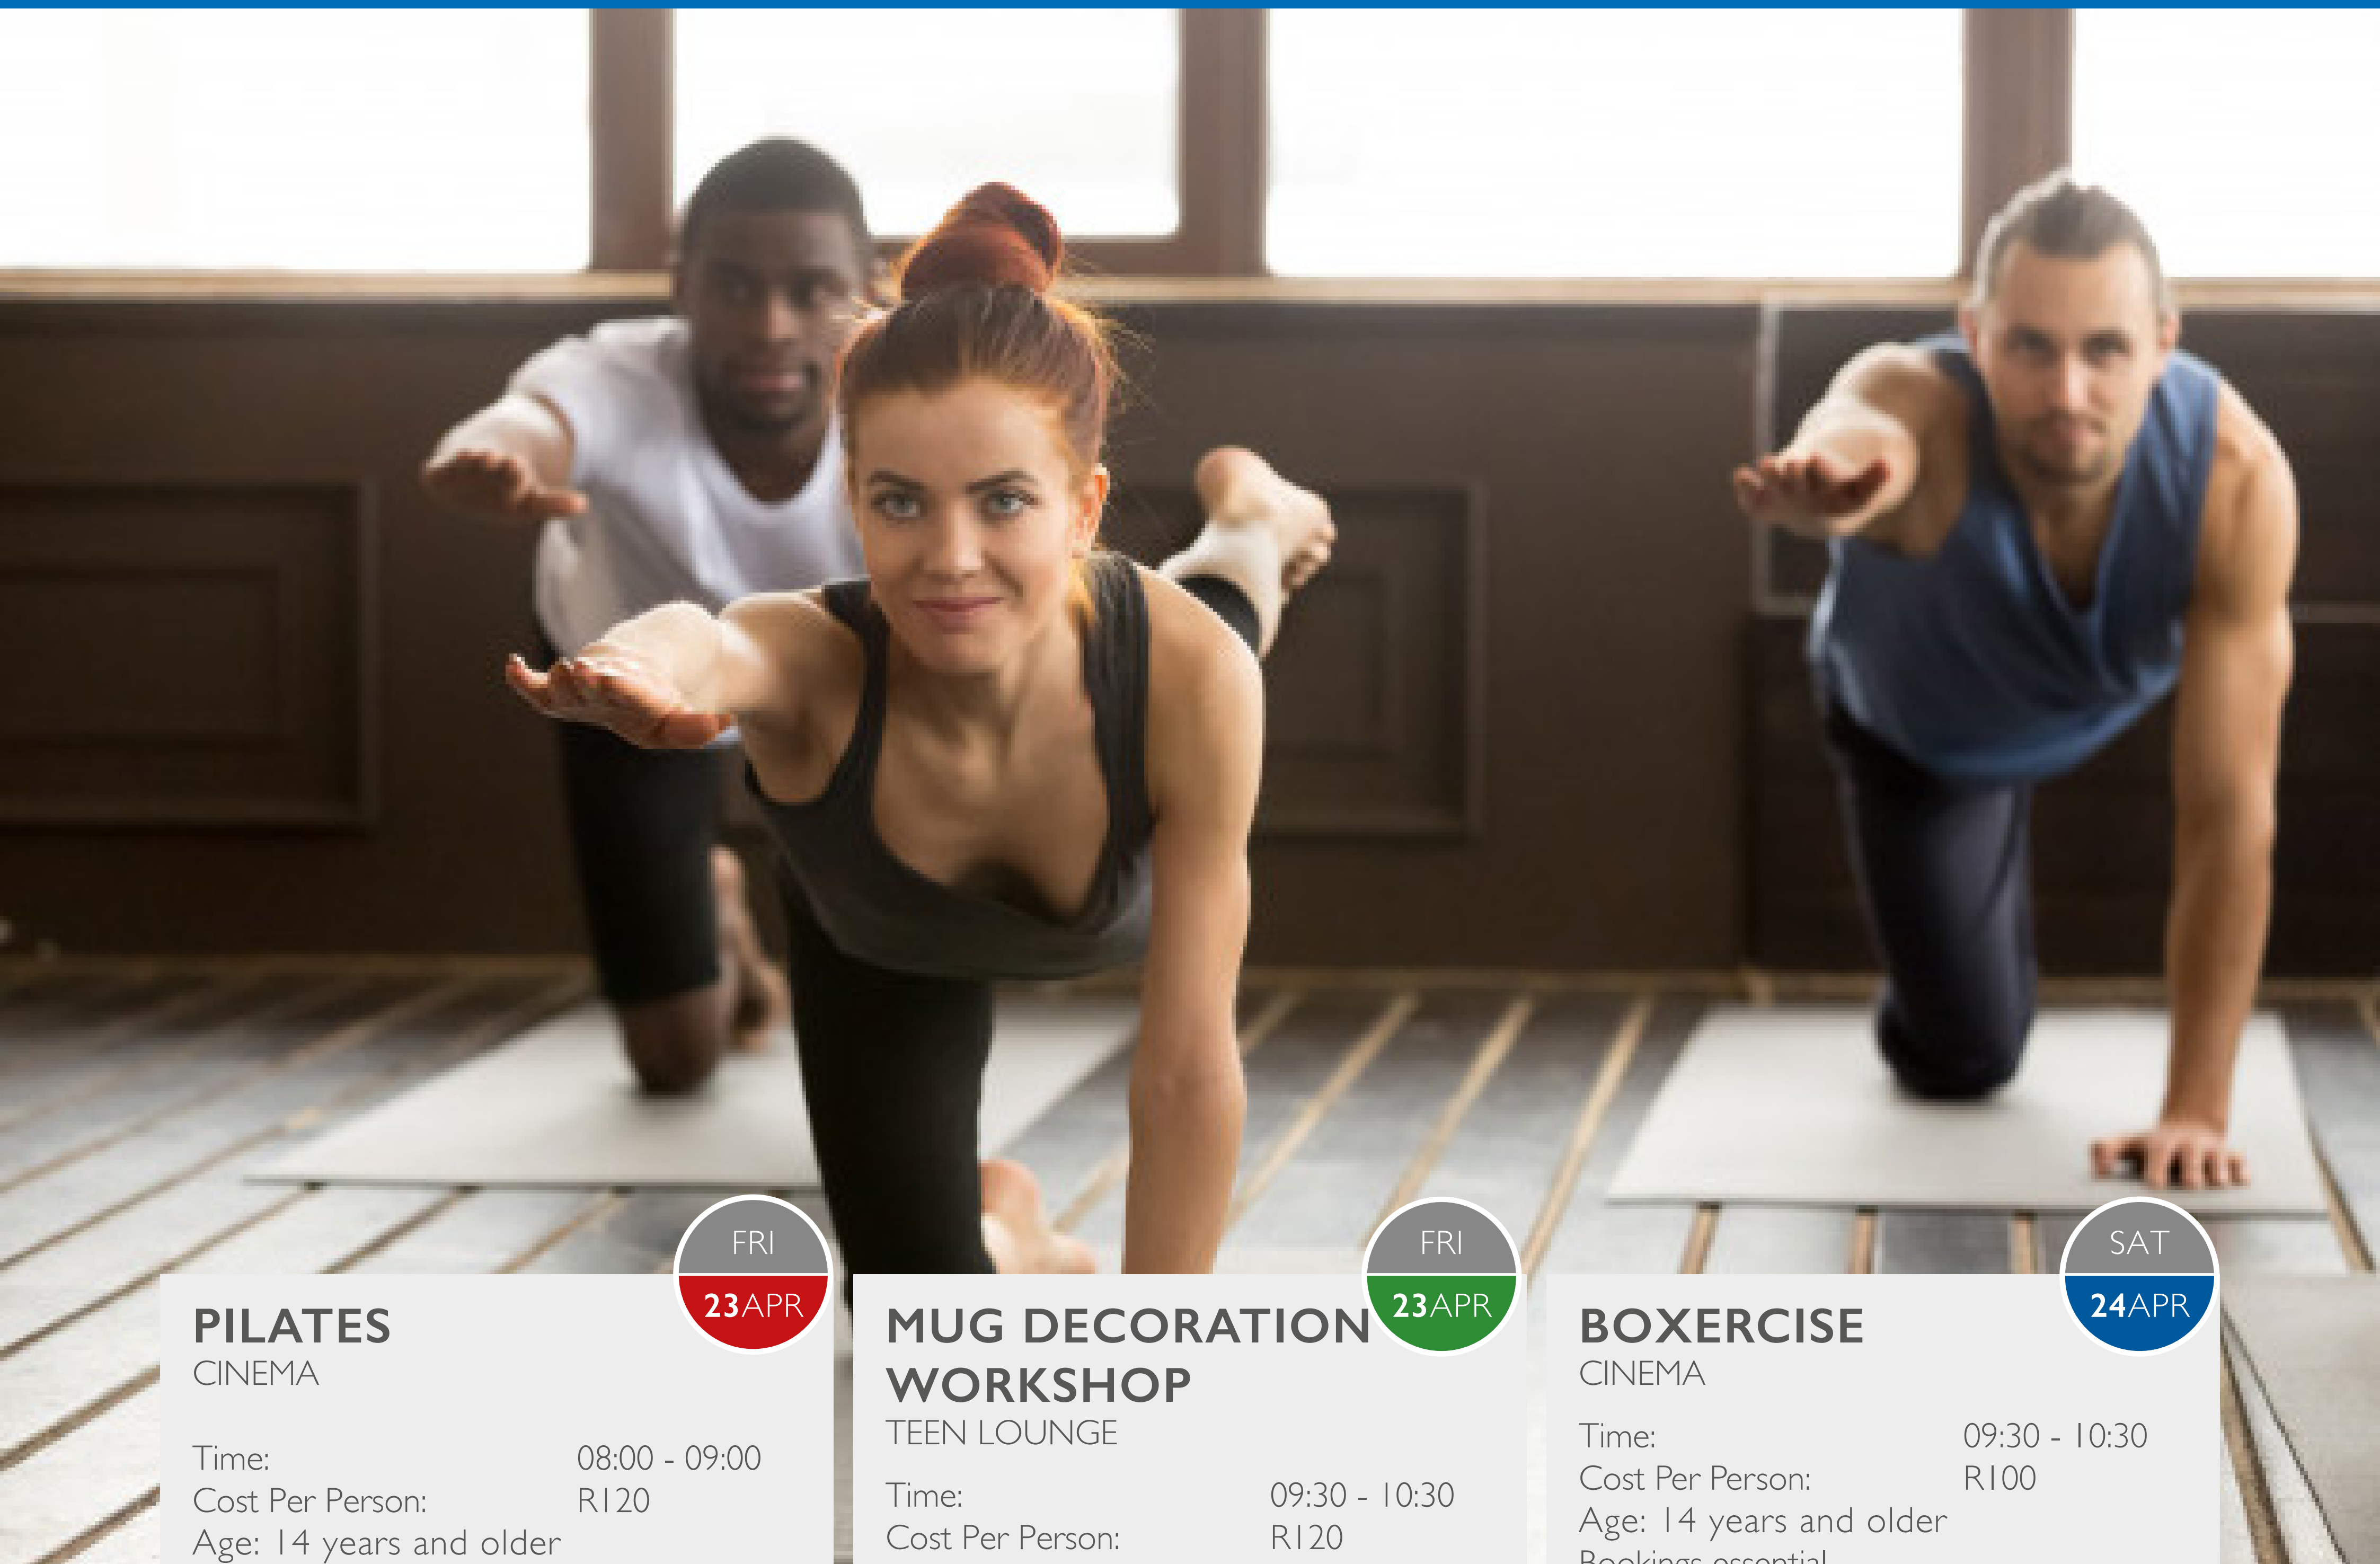 FRI
23APR
PILATES
CINEMA
Time: 08:00 - 09:00
Cost Per Person: R120
Age: 14 years and older
FRI
23APR
MUG DECORATION
WORKSHOP
TEEN LOUNGE
Time: 09:30 - 10:30
Cost Per Person: R120
SAT
24APR
BOXERCISE
CINEMA
Time: 09:30 - 10:30
Cost Per Person: R100
Age: 14 years and older
Bookings essential